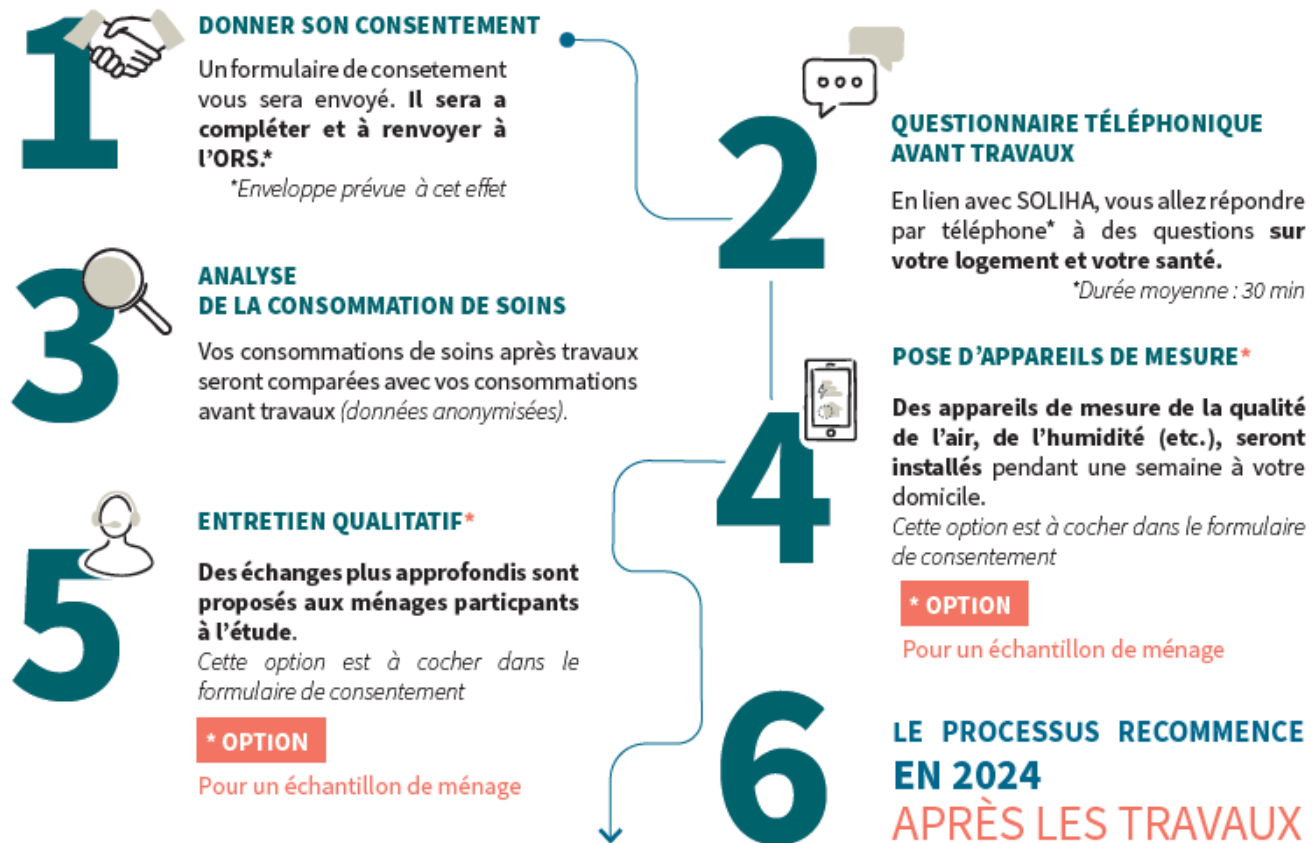 1
DONNER SON CONSENTEMENT
Un formulaire de consetement
vous sera envoyé. Il sera a
compléter et à renvoyer à
l'ORS.*
*Enveloppe prévue à cet effet
2
QUESTIONNAIRE TÉLÉPHONIQUE
AVANT TRAVAUX
En lien avec SOLIHA, vous allez répondre
par téléphone* à des questions sur
votre logement et votre santé.
*Durée moyenne : 30 min
3
ANALYSE
DE LA CONSOMMATION DE SOINS
Vos consommations de soins après travaux
seront comparées avec vos consommations
avant travaux (données anonymisées).
4
POSE D'APPAREILS DE MESURE*
Des appareils de mesure de la qualité
de l'air, de l'humidité (etc.), seront
installés pendant une semaine à votre
domicile.
Cette option est à cocher dans le formulaire
de consentement
* OPTION
Pour un échantillon de ménage
5
ENTRETIEN QUALITATIF*
Des échanges plus approfondis sont
proposés aux ménages particpants
à l'étude.
Cette option est à cocher dans le
formulaire de consentement
* OPTION
Pour un échantillon de ménage
6
LE PROCESSUS RECOMMENCE
EN 2024
APRÈS LES TRAVAUX